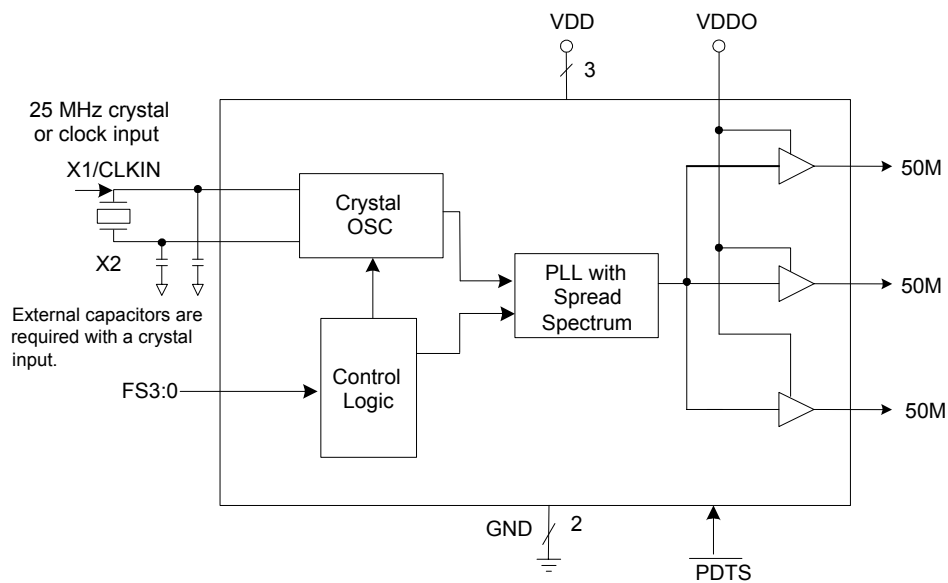 VDD
VDDO
3
25 MHz crystal
or clock input
X1/CLKIN
X2
External capacitors are
required with a crystal
input.
FS3:0
Crystal
OSC
Control
Logic
PLL with
Spread
Spectrum
50M
50M
50M
GND
2
PDTS